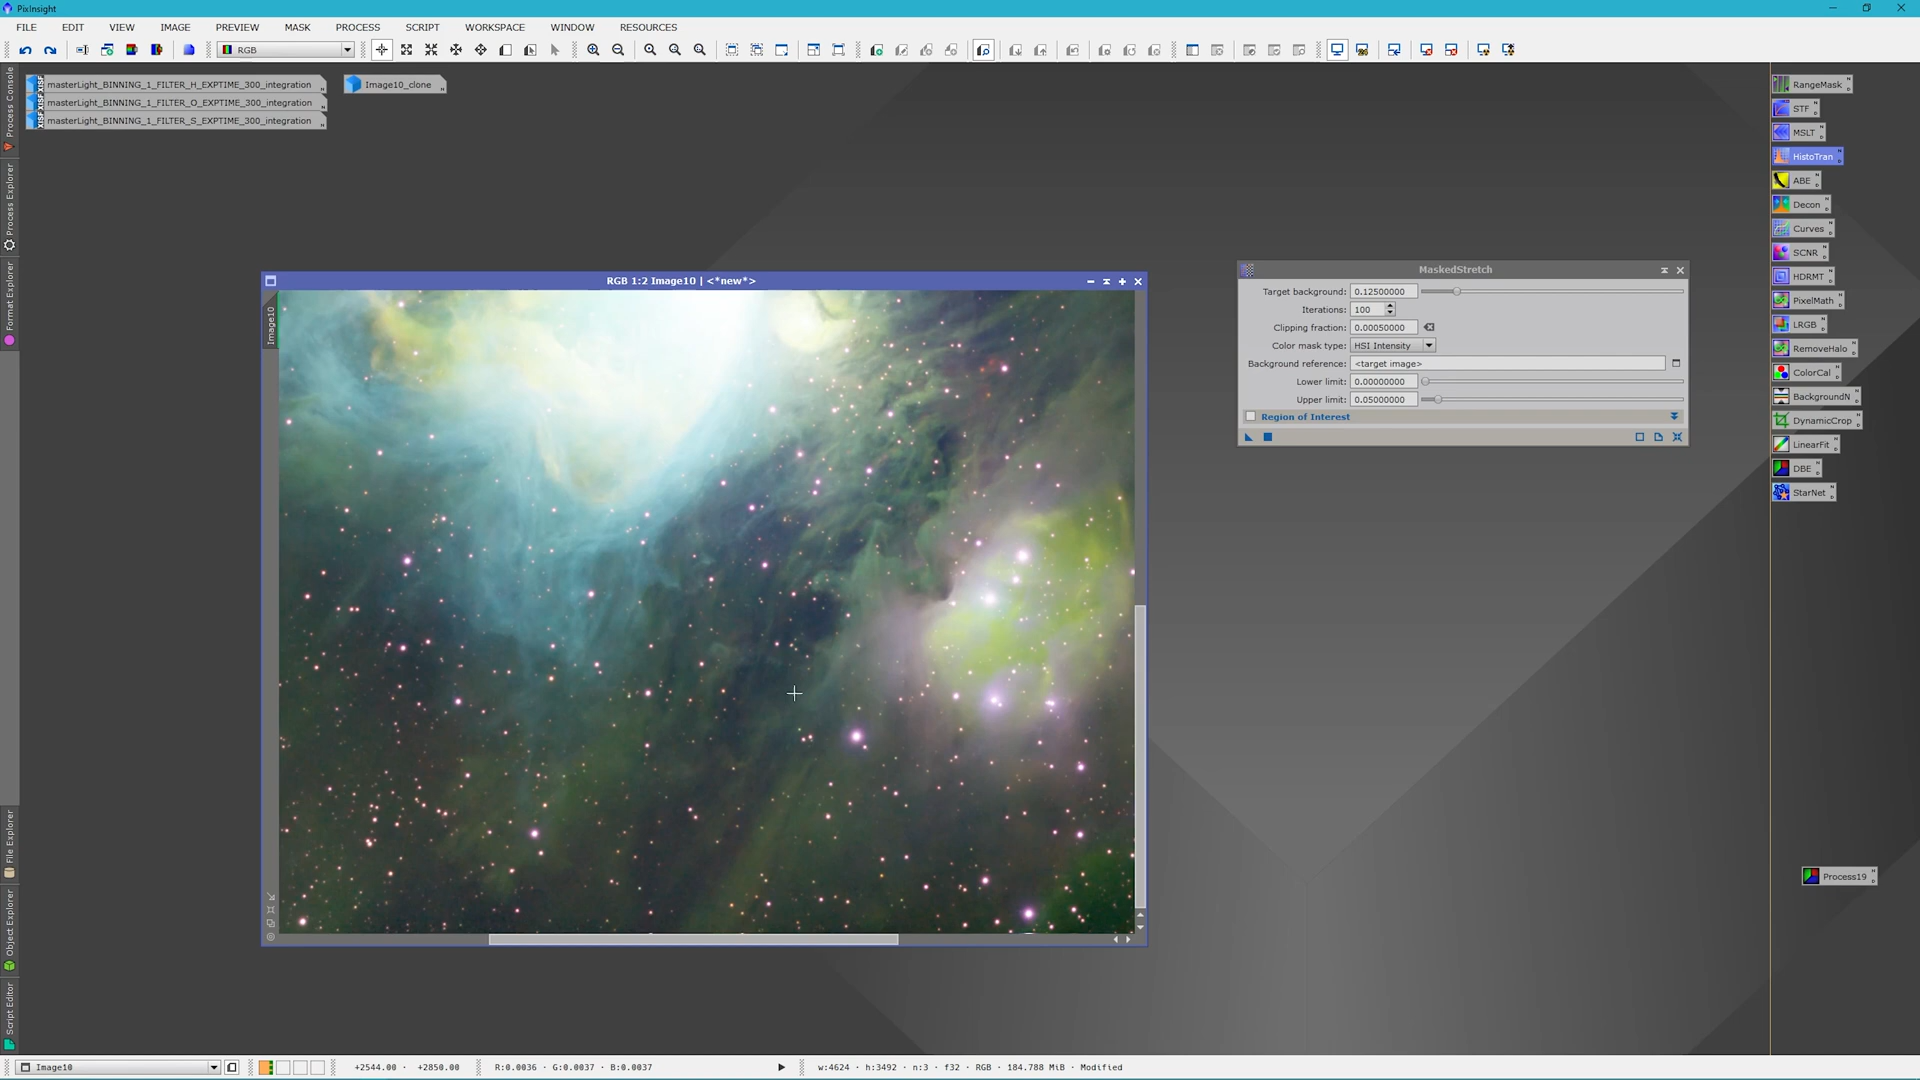 PixInsight
FILE EDIT VIEW IMAGE PREVIEW MASK PROCESS SCRIPT WORKSPACE WINDOW RESOURCES
RGB
Process Console
Process Explorer
Format Explorer
File Explorer
Object Explorer
Script Editor
XISF masterLight_BINNING_1_FILTER_H_EXPTIME_300_integration
XISF masterLight_BINNING_1_FILTER_O_EXPTIME_300_integration
XISF masterLight_BINNING_1_FILTER_S_EXPTIME_300_integration
Image10_clone
RGB 1:2 Image10 | <*new*>
Image10
MaskedStretch
Target background: 0.12500000
Iterations: 100
Clipping fraction: 0.00050000
Color mask type: HSI Intensity
Background reference: <target image>
Lower limit: 0.00000000
Upper limit: 0.05000000
Region of Interest
RangeMask
STF
MSLT
HistoTran
ABE
Decon
Curves
SCNR
HDRMT
PixelMath
LRGB
RemoveHalo
ColorCal
BackgroundN
DynamicCrop
LinearFit
DBE
StarNet
Process19
Image10
+2544.00 · +2850.00
R:0.0036 · G:0.0037 · B:0.0037
w:4624 · h:3492 · n:3 · f32 · RGB · 184.788 MiB · Modified